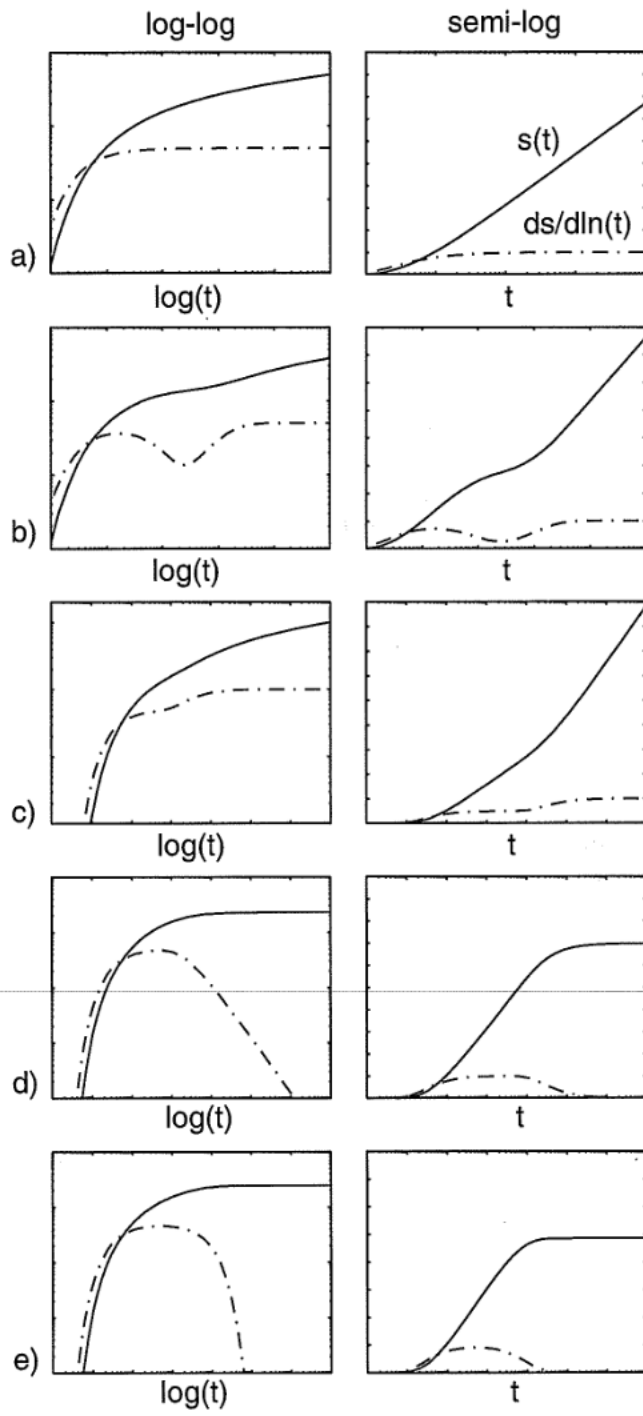 log-log semi-log
s(t)
ds/dln(t)
a)
log(t) t
b)
log(t) t
c)
log(t) t
d)
log(t) t
e)
log(t) t